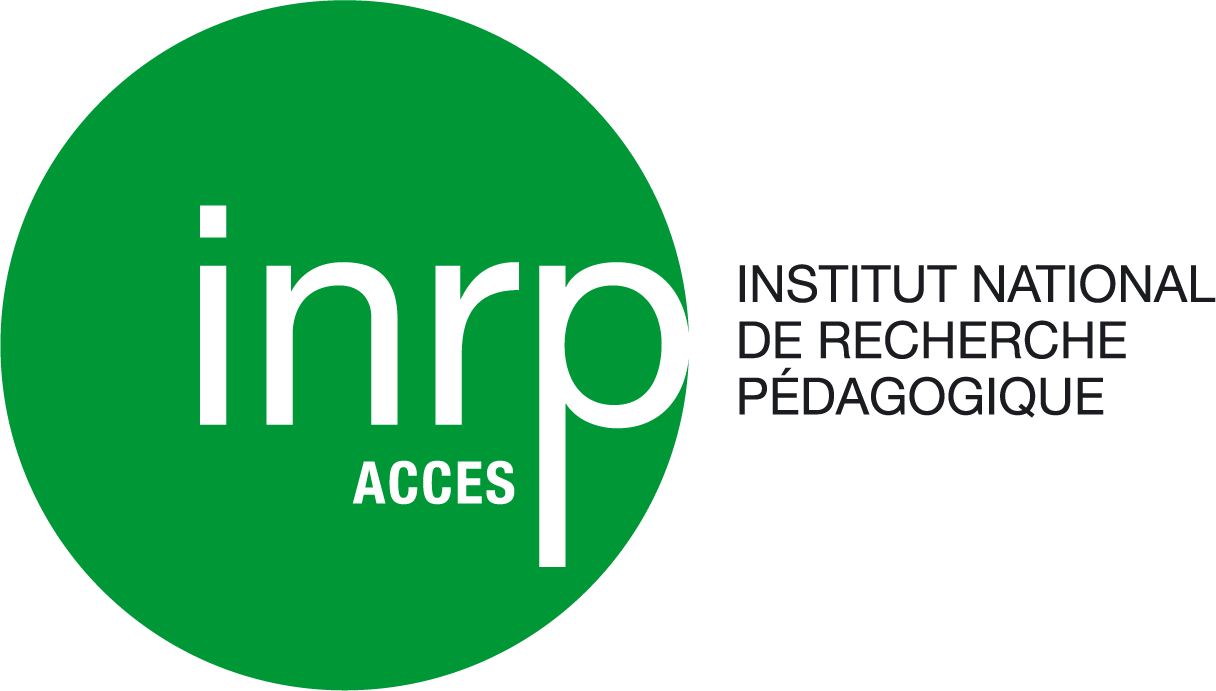 inrp
ACCES
INSTITUT NATIONAL
DE RECHERCHE
PÉDAGOGIQUE